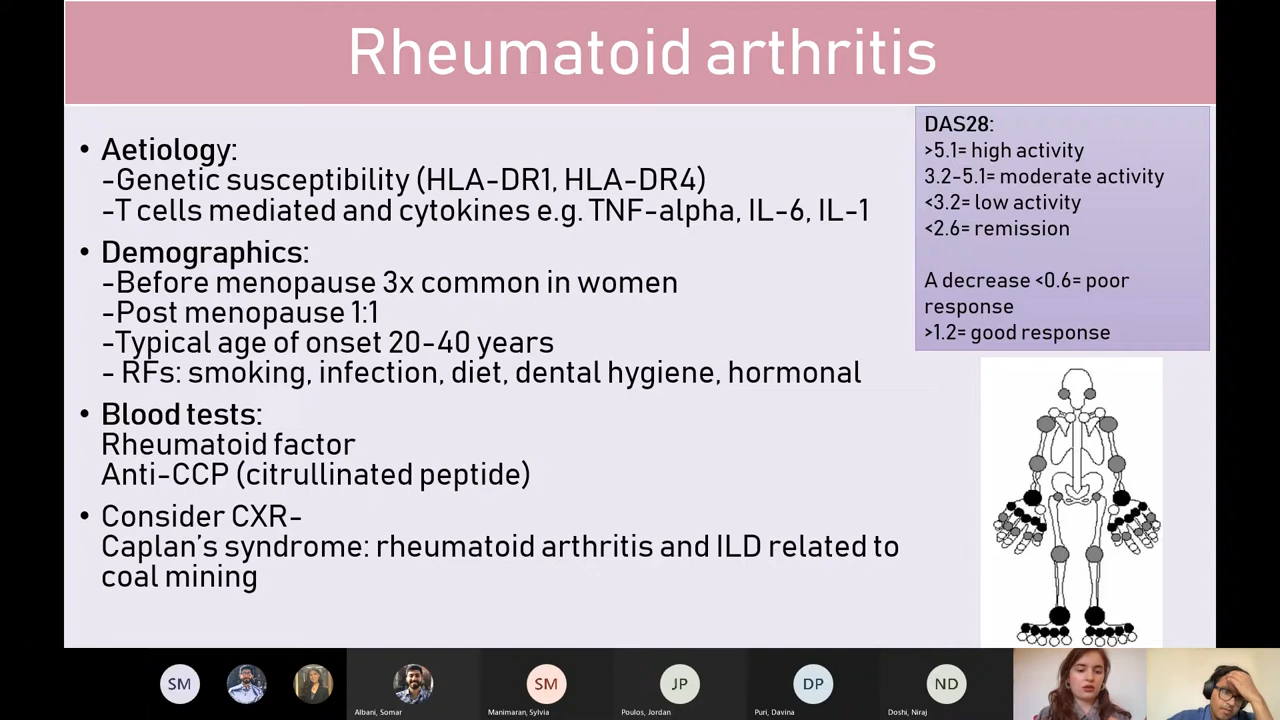 Rheumatoid arthritis
• Aetiology:
-Genetic susceptibility (HLA-DR1, HLA-DR4)
-T cells mediated and cytokines e.g. TNF-alpha, IL-6, IL-1
• Demographics:
-Before menopause 3x common in women
-Post menopause 1:1
-Typical age of onset 20-40 years
- RFs: smoking, infection, diet, dental hygiene, hormonal
• Blood tests:
Rheumatoid factor
Anti-CCP (citrullinated peptide)
• Consider CXR-
Caplan's syndrome: rheumatoid arthritis and ILD related to
coal mining
DAS28:
>5.1= high activity
3.2-5.1= moderate activity
<3.2= low activity
<2.6= remission
A decrease <0.6= poor
response
>1.2= good response
SM
SM
JP
DP
ND
Albani, Somar
Manimaran, Sylvia
Poulos, Jordan
Puri, Davina
Doshi, Niraj